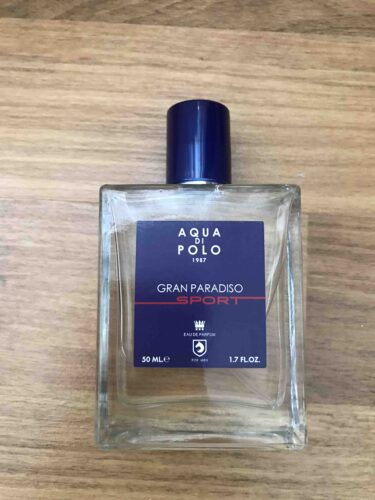 AQUA
DI
POLO
1987
GRAN PARADISO
SPORT
EAU DE PARFUM
FOR MEN
50 ML℮ 1.7 FL.OZ.